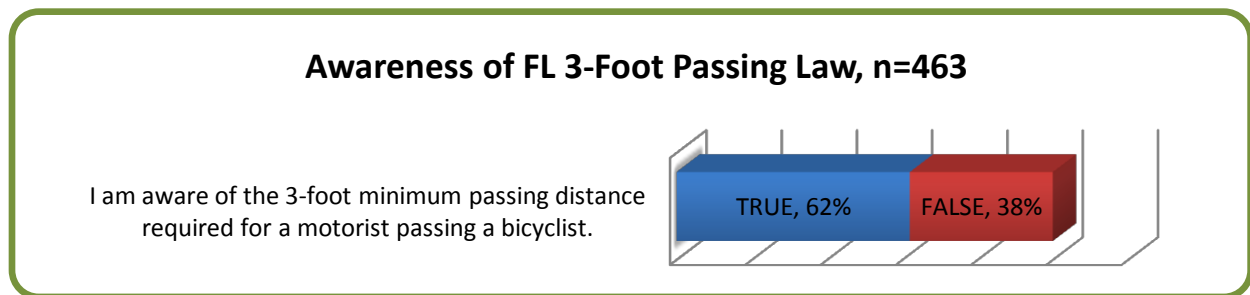 Awareness of FL 3-Foot Passing Law, n=463
I am aware of the 3-foot minimum passing distance
required for a motorist passing a bicyclist.
TRUE, 62%
FALSE, 38%